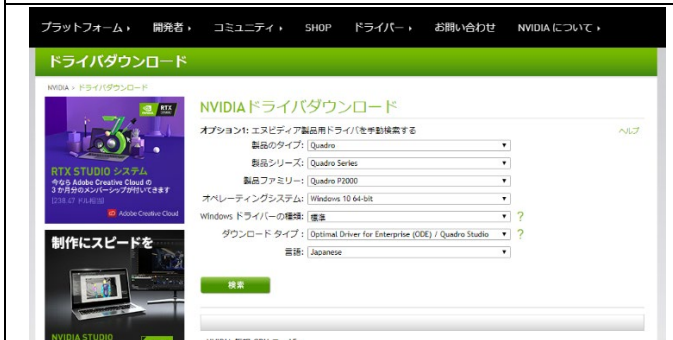 プラットフォーム 開発者 コミュニティ SHOP ドライバー お問い合わせ NVIDIA について
ドライバダウンロード
NVIDIA > ドライバダウンロード
NVIDIAドライバダウンロード
オプション1: エヌビディア製品用ドライバを手動検索する ヘルプ
製品のタイプ: Quadro
製品シリーズ: Quadro Series
製品ファミリー: Quadro P2000
オペレーティングシステム: Windows 10 64-bit
Windows ドライバーの種類: 標準 ?
ダウンロード タイプ: Optimal Driver for Enterprise (ODE) / Quadro Studio ?
言語: Japanese
検索
RTX
RTX STUDIO システム
今なら Adobe Creative Cloud の
3 か月分のメンバーシップが付いてきます
Adobe Creative Cloud
制作にスピードを
NVIDIA STUDIO